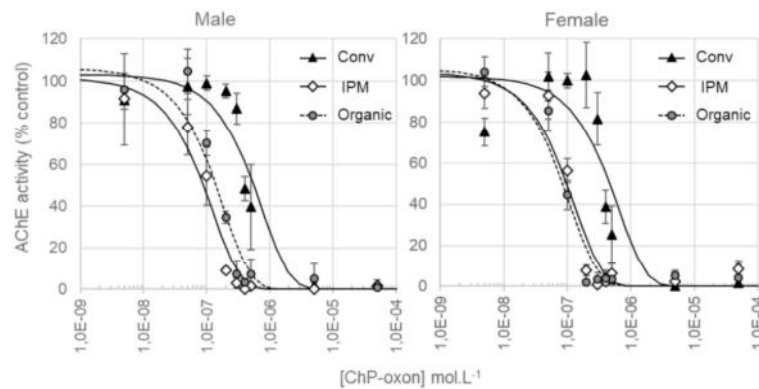 Male
Female
120
100
80
60
40
20
0
Conv
IPM
Organic
120
100
80
60
40
20
0
Conv
IPM
Organic
AChE activity (% control)
1,0E-09
1,0E-08
1,0E-07
1,0E-06
1,0E-05
1,0E-04
1,0E-09
1,0E-08
1,0E-07
1,0E-06
1,0E-05
1,0E-04
[ChP-oxon] mol.L⁻¹